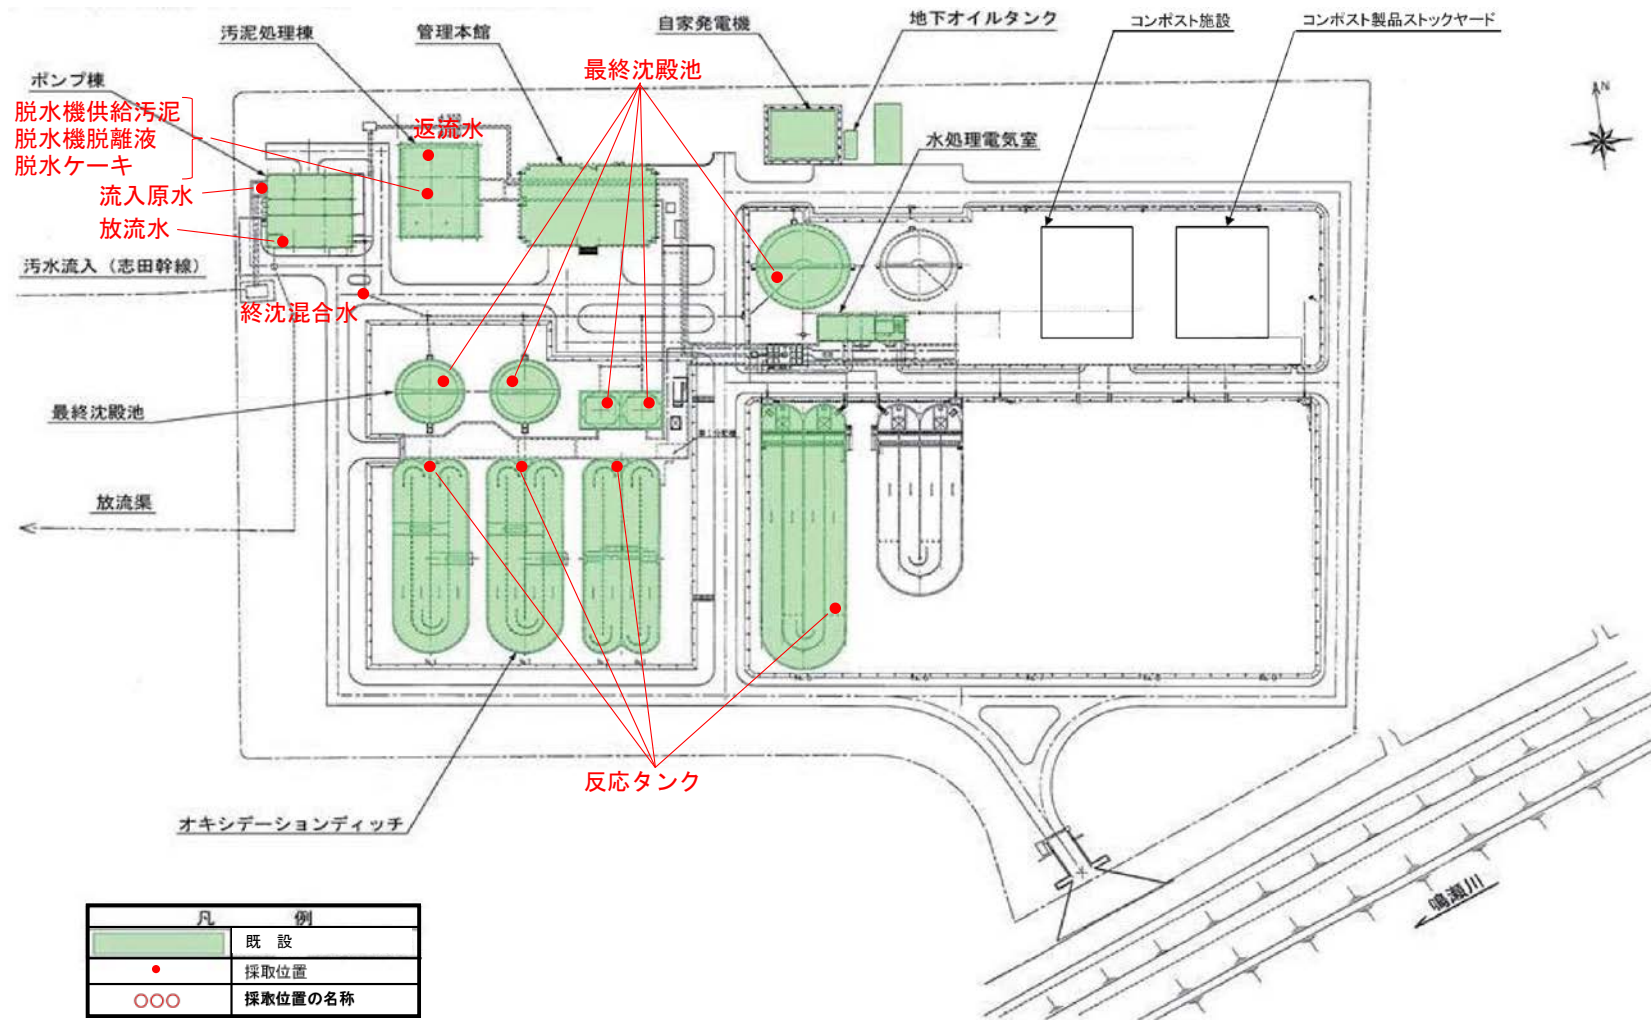 自家発電機
地下オイルタンク
コンポスト施設
コンポスト製品ストックヤード
汚泥処理棟
管理本館
最終沈殿池
ポンプ棟
脱水機供給汚泥
脱水機脱離液
脱水ケーキ
返流水
水処理電気室
N
流入原水
放流水
汚水流入（志田幹線）
終沈混合水
最終沈殿池
放流渠
反応タンク
オキシデーションディッチ
鳴瀬川
凡 例
既 設
採取位置
○○○ 採取位置の名称